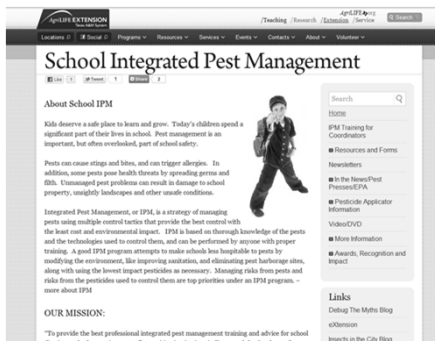 AgriLIFE EXTENSION
Texas A&M System
AgriLIFE.org
/Teaching /Research /Extension /Service
Search
Locations Social Programs Resources Services Events Contacts About Volunteer
School Integrated Pest Management
Like 1 Tweet 1 Share 2
About School IPM
Kids deserve a safe place to learn and grow. Today's children spend a
significant part of their lives in school. Pest management is an
important, but often overlooked, part of school safety.
Pests can cause stings and bites, and can trigger allergies. In
addition, some pests pose health threats by spreading germs and
filth. Unmanaged pest problems can result in damage to school
property, unsightly landscapes and other unsafe conditions.
Integrated Pest Management, or IPM, is a strategy of managing
pests using multiple control tactics that provide the best control with
the least cost and environmental impact. IPM is based on thorough knowledge of the pests
and the technologies used to control them, and can be performed by anyone with proper
training. A good IPM program attempts to make schools less hospitable to pests by
modifying the environment, like improving sanitation, and eliminating pest harborage sites,
along with using the lowest impact pesticides as necessary. Managing risks from pests and
risks from the pesticides used to control them are top priorities under an IPM program. –
more about IPM
OUR MISSION:
"To provide the best professional integrated pest management training and advice for school
Search
Home
IPM Training for
Coordinators
Resources and Forms
Newsletters
In the News/Pest
Presses/EPA
Pesticide Applicator
Information
Video/DVD
More Information
Awards, Recognition and
Impact
Links
Debug The Myths Blog
eXtension
Insects in the City Blog